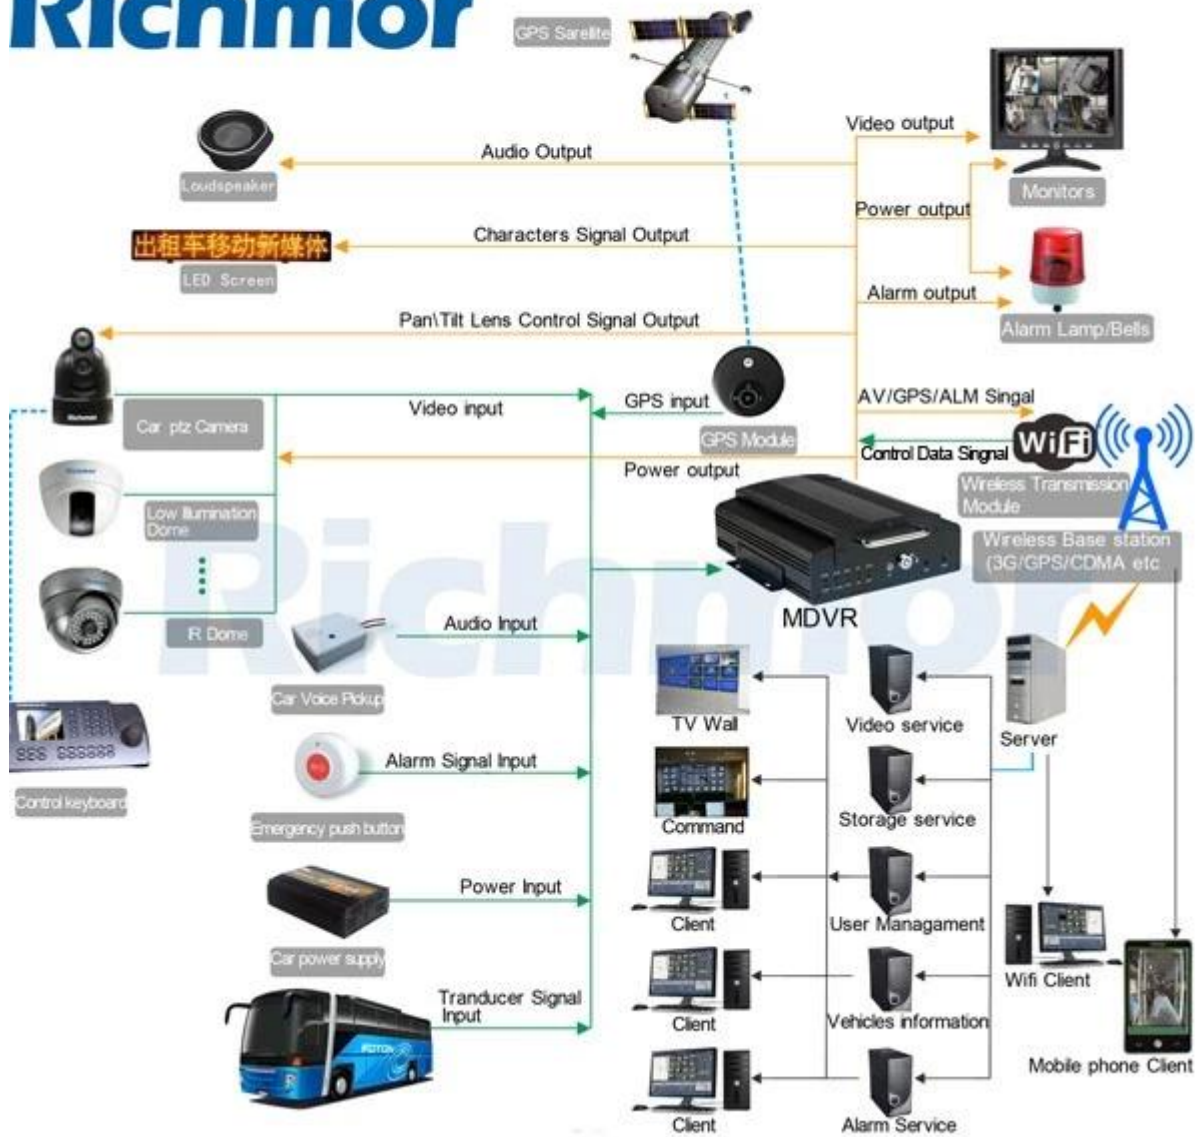 Richmor
GPS Sarellite
Video output
Audio Output
Loudspeaker
Monitors
Power output
出租车移动新媒体
Characters Signal Output
LED Screen
Alarm output
Pan\Tilt Lens Control Signal Output
Alarm Lamp/Bells
Richmor
Video input
GPS input
AV/GPS/ALM Singal
Car ptz Camera
GPS Module
Control Data Singnal
WiFi
Power output
Wireless Transmission
Module
Richmor
Low Illumination
Dome
Wireless Base station
(3G/GPS/CDMA etc
Richmor
MDVR
IR Dome
Audio Input
Car Voice Pickup
TV Wall
Video service
Server
Alarm Signal Input
Control keyboard
Emergency push button
Command
Storage service
Power Input
Client
User Managament
Car power supply
Wifi Client
Tranducer Signal
Input
Client
Vehicles information
FOTON
Mobile phone Client
Client
Alarm Service